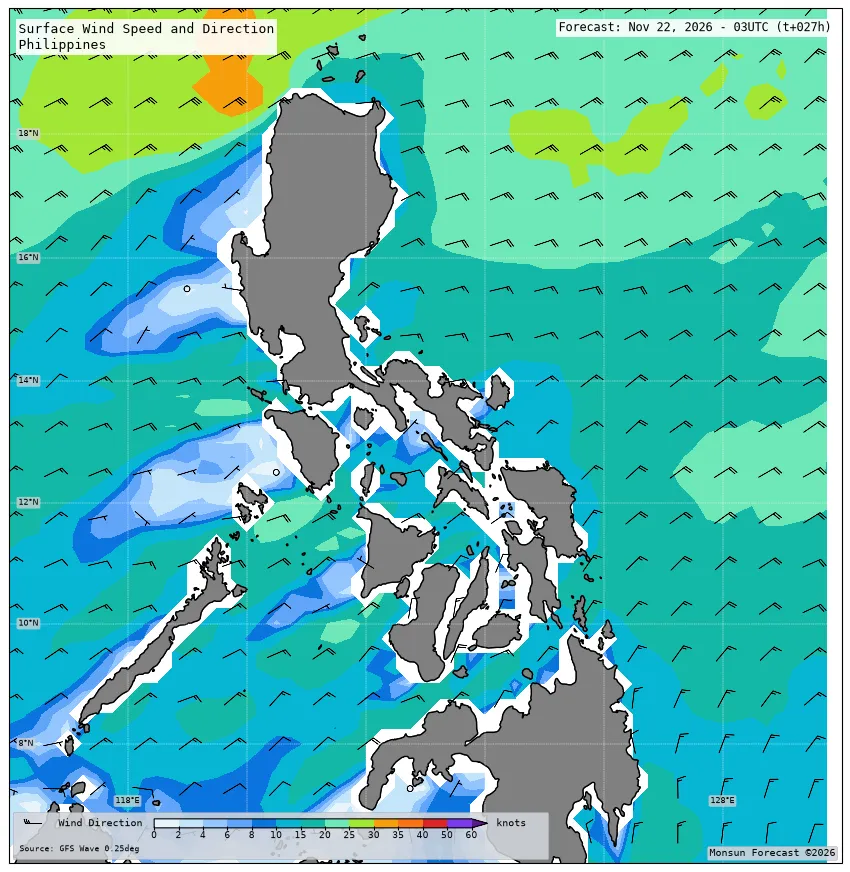 Surface Wind Speed and Direction
Philippines
Forecast: Nov 22, 2026 - 03UTC (t+027h)
18°N
16°N
14°N
12°N
10°N
8°N
118°E
128°E
Wind Direction
0 2 4 6 8 10 15 20 25 30 35 40 50 60
knots
Source: GFS Wave 0.25deg
Monsun Forecast ©2026